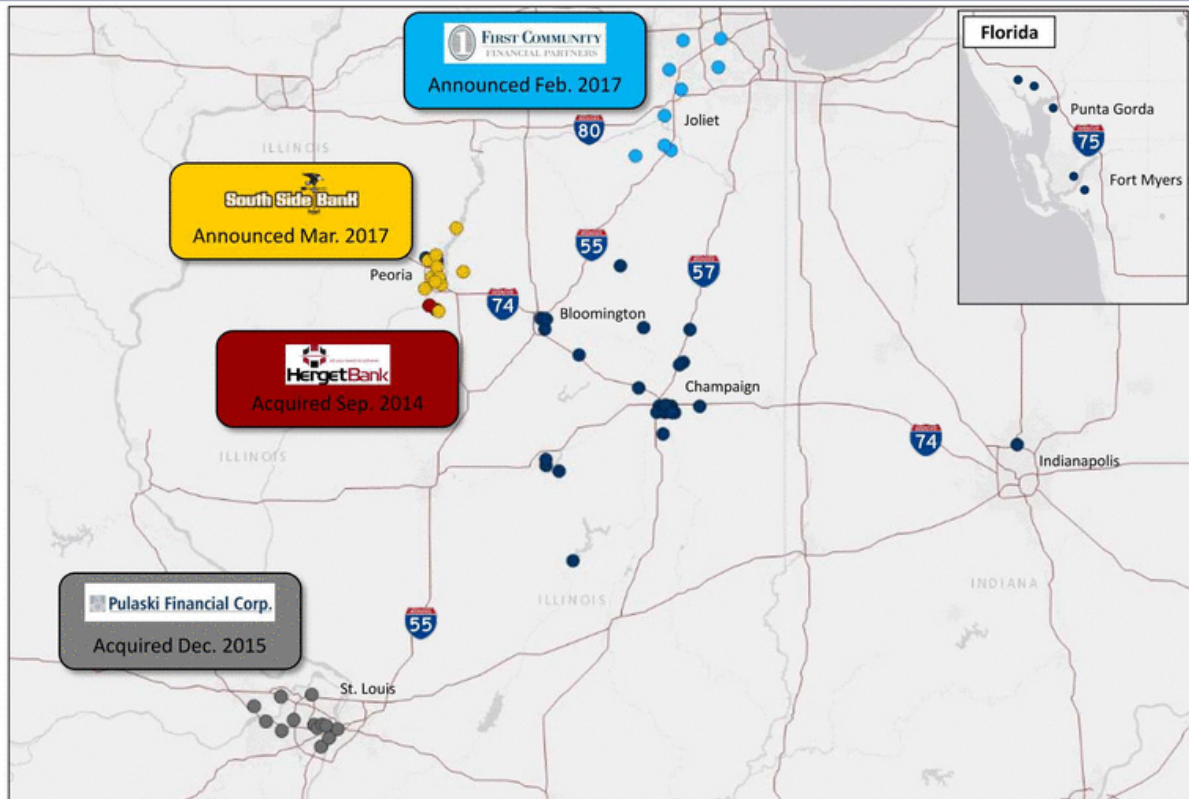 FIRST COMMUNITY
FINANCIAL PARTNERS
Announced Feb. 2017
Florida
Punta Gorda
75
Fort Myers
Joliet
80
ILLINOIS
South Side Bank
Announced Mar. 2017
Peoria
55
57
74
Bloomington
HergetBank
Acquired Sep. 2014
Champaign
ILLINOIS
74
Indianapolis
Pulaski Financial Corp.
Acquired Dec. 2015
ILLINOIS
INDIANA
55
St. Louis